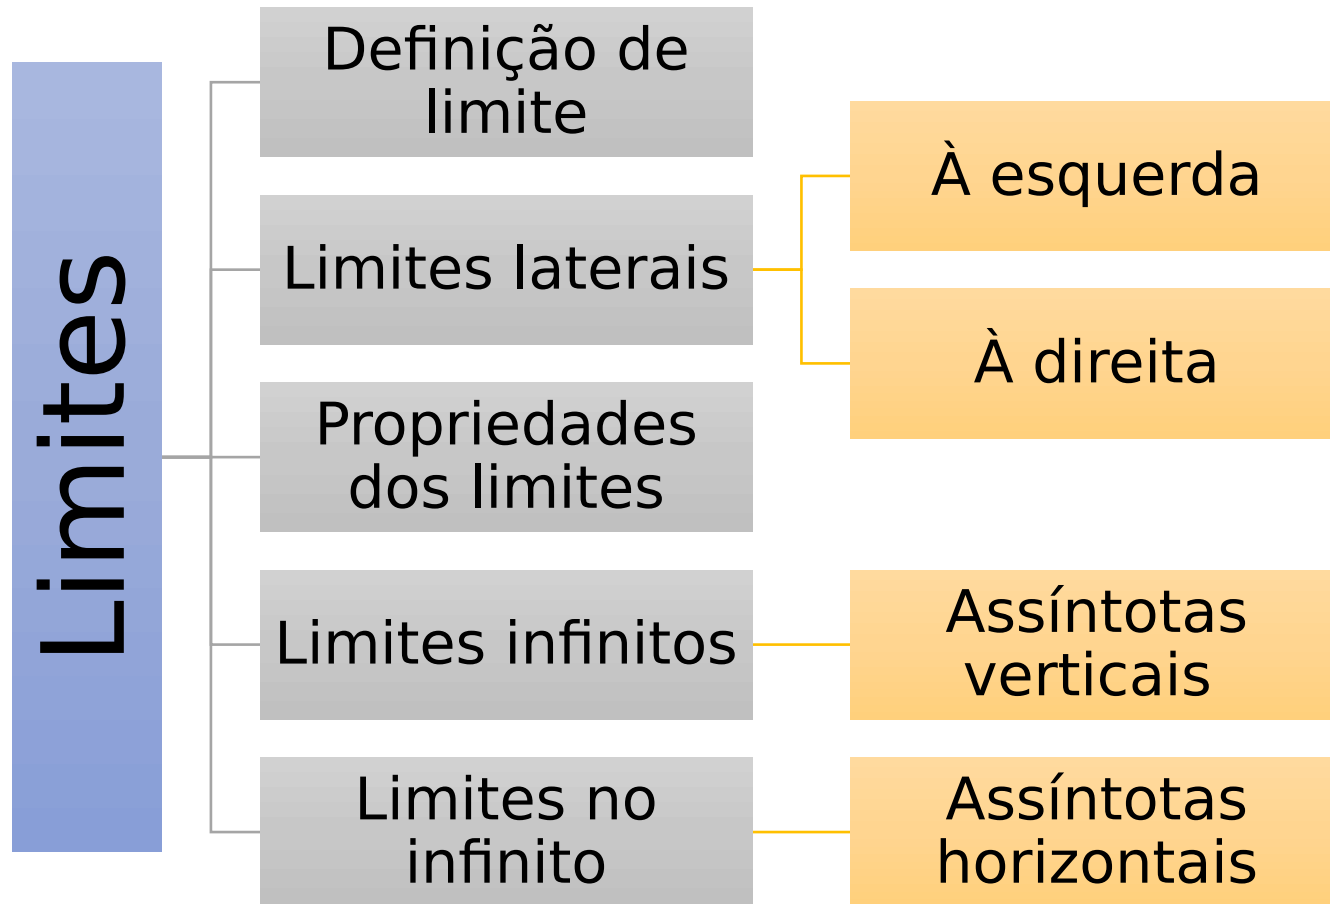 Limites
Definição de
limite
Limites laterais
À esquerda
À direita
Propriedades
dos limites
Limites infinitos
Assíntotas
verticais
Limites no
infinito
Assíntotas
horizontais